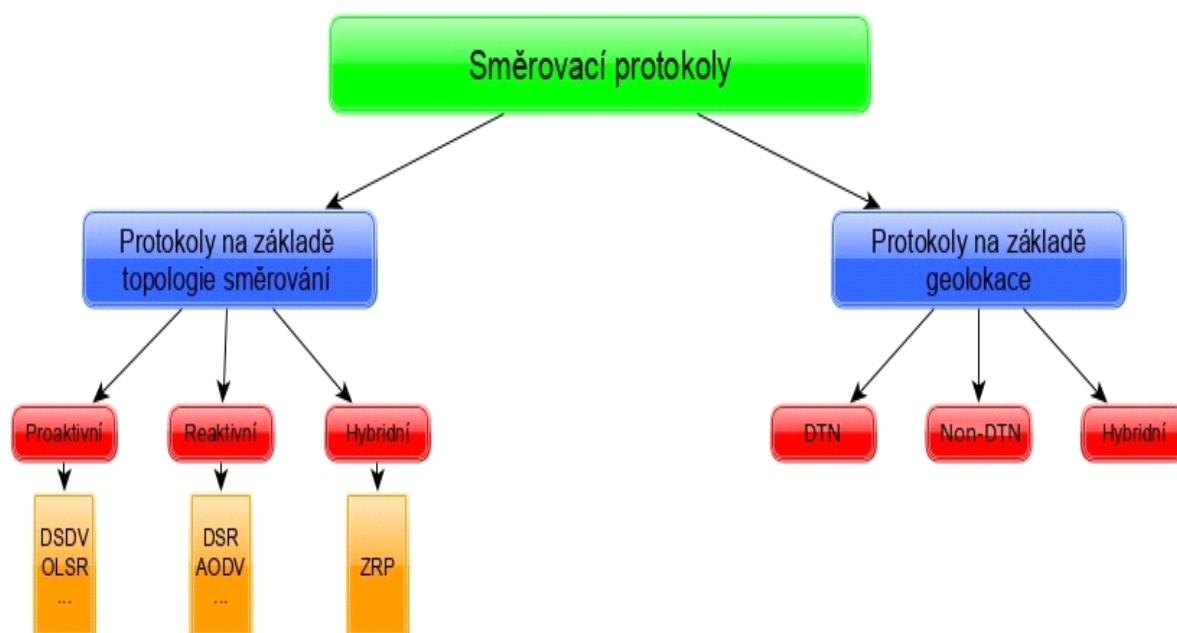 Směrovací protokoly
Protokoly na základě
topologie směrování
Protokoly na základě
geolokace
Proaktivní
Reaktivní
Hybridní
DTN
Non-DTN
Hybridní
DSDV
OLSR
...
DSR
AODV
...
ZRP